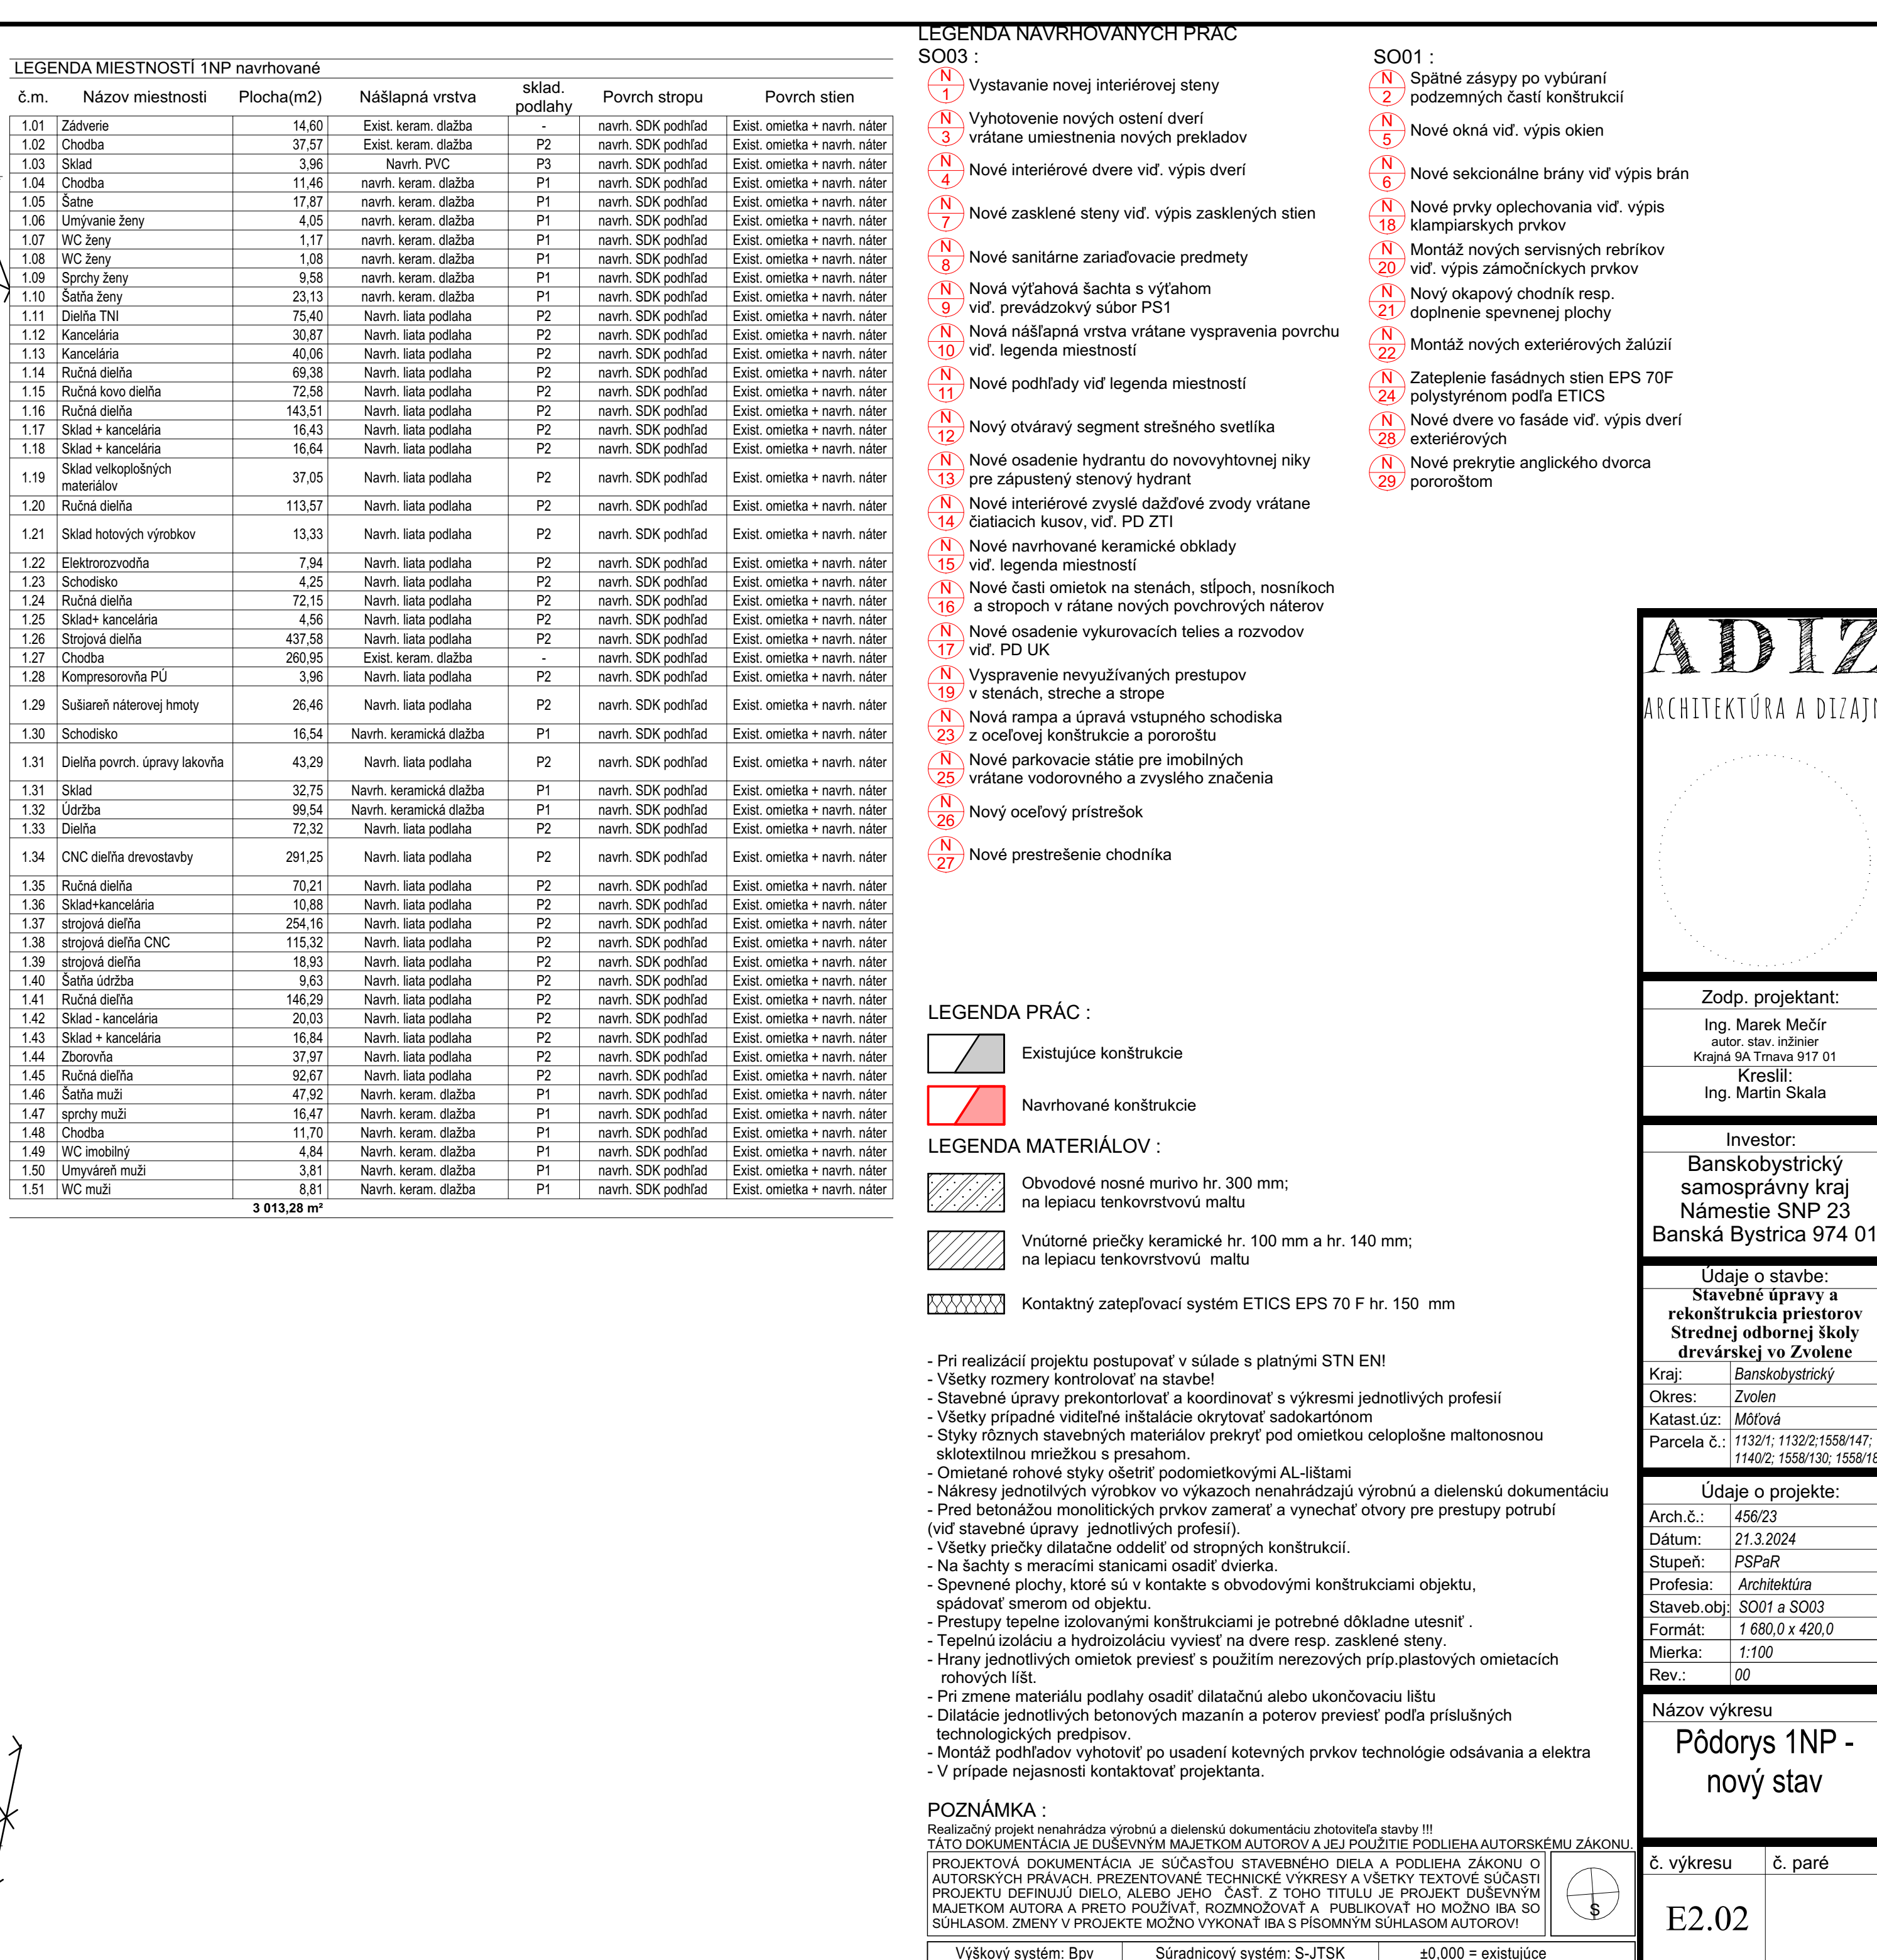 LEGENDA MIESTNOSTÍ 1NP navrhované
č.m. Názov miestnosti Plocha(m2) Nášlapná vrstva sklad. podlahy Povrch stropu Povrch stien
1.01 Zádverie 14,60 Exist. keram. dlažba - navrh. SDK podhľad Exist. omietka + navrh. náter
1.02 Chodba 37,57 Exist. keram. dlažba P2 navrh. SDK podhľad Exist. omietka + navrh. náter
1.03 Sklad 3,96 Navrh. PVC P3 navrh. SDK podhľad Exist. omietka + navrh. náter
1.04 Chodba 11,46 navrh. keram. dlažba P1 navrh. SDK podhľad Exist. omietka + navrh. náter
1.05 Šatne 17,87 navrh. keram. dlažba P1 navrh. SDK podhľad Exist. omietka + navrh. náter
1.06 Umývanie ženy 4,05 navrh. keram. dlažba P1 navrh. SDK podhľad Exist. omietka + navrh. náter
1.07 WC ženy 1,17 navrh. keram. dlažba P1 navrh. SDK podhľad Exist. omietka + navrh. náter
1.08 WC ženy 1,08 navrh. keram. dlažba P1 navrh. SDK podhľad Exist. omietka + navrh. náter
1.09 Sprchy ženy 9,58 navrh. keram. dlažba P1 navrh. SDK podhľad Exist. omietka + navrh. náter
1.10 Šatňa ženy 23,13 navrh. keram. dlažba P1 navrh. SDK podhľad Exist. omietka + navrh. náter
1.11 Dielňa TNI 75,40 Navrh. liata podlaha P2 navrh. SDK podhľad Exist. omietka + navrh. náter
1.12 Kancelária 30,87 Navrh. liata podlaha P2 navrh. SDK podhľad Exist. omietka + navrh. náter
1.13 Kancelária 40,06 Navrh. liata podlaha P2 navrh. SDK podhľad Exist. omietka + navrh. náter
1.14 Ručná dielňa 69,38 Navrh. liata podlaha P2 navrh. SDK podhľad Exist. omietka + navrh. náter
1.15 Ručná kovo dielňa 72,58 Navrh. liata podlaha P2 navrh. SDK podhľad Exist. omietka + navrh. náter
1.16 Ručná dielňa 143,51 Navrh. liata podlaha P2 navrh. SDK podhľad Exist. omietka + navrh. náter
1.17 Sklad + kancelária 16,43 Navrh. liata podlaha P2 navrh. SDK podhľad Exist. omietka + navrh. náter
1.18 Sklad + kancelária 16,64 Navrh. liata podlaha P2 navrh. SDK podhľad Exist. omietka + navrh. náter
1.19 Sklad velkoplošných materiálov 37,05 Navrh. liata podlaha P2 navrh. SDK podhľad Exist. omietka + navrh. náter
1.20 Ručná dielňa 113,57 Navrh. liata podlaha P2 navrh. SDK podhľad Exist. omietka + navrh. náter
1.21 Sklad hotových výrobkov 13,33 Navrh. liata podlaha P2 navrh. SDK podhľad Exist. omietka + navrh. náter
1.22 Elektrorozvodňa 7,94 Navrh. liata podlaha P2 navrh. SDK podhľad Exist. omietka + navrh. náter
1.23 Schodisko 4,25 Navrh. liata podlaha P2 navrh. SDK podhľad Exist. omietka + navrh. náter
1.24 Ručná dielňa 72,15 Navrh. liata podlaha P2 navrh. SDK podhľad Exist. omietka + navrh. náter
1.25 Sklad+ kancelária 4,56 Navrh. liata podlaha P2 navrh. SDK podhľad Exist. omietka + navrh. náter
1.26 Strojová dielňa 437,58 Navrh. liata podlaha P2 navrh. SDK podhľad Exist. omietka + navrh. náter
1.27 Chodba 260,95 Exist. keram. dlažba - navrh. SDK podhľad Exist. omietka + navrh. náter
1.28 Kompresorovňa PÚ 3,96 Navrh. liata podlaha P2 navrh. SDK podhľad Exist. omietka + navrh. náter
1.29 Sušiareň náterovej hmoty 26,46 Navrh. liata podlaha P2 navrh. SDK podhľad Exist. omietka + navrh. náter
1.30 Schodisko 16,54 Navrh. keramická dlažba P1 navrh. SDK podhľad Exist. omietka + navrh. náter
1.31 Dielňa povrch. úpravy lakovňa 43,29 Navrh. liata podlaha P2 navrh. SDK podhľad Exist. omietka + navrh. náter
1.31 Sklad 32,75 Navrh. keramická dlažba P1 navrh. SDK podhľad Exist. omietka + navrh. náter
1.32 Údržba 99,54 Navrh. keramická dlažba P1 navrh. SDK podhľad Exist. omietka + navrh. náter
1.33 Dielňa 72,32 Navrh. liata podlaha P2 navrh. SDK podhľad Exist. omietka + navrh. náter
1.34 CNC dieľňa drevostavby 291,25 Navrh. liata podlaha P2 navrh. SDK podhľad Exist. omietka + navrh. náter
1.35 Ručná dielňa 70,21 Navrh. liata podlaha P2 navrh. SDK podhľad Exist. omietka + navrh. náter
1.36 Sklad+kancelária 10,88 Navrh. liata podlaha P2 navrh. SDK podhľad Exist. omietka + navrh. náter
1.37 strojová dieľňa 254,16 Navrh. liata podlaha P2 navrh. SDK podhľad Exist. omietka + navrh. náter
1.38 strojová dieľňa CNC 115,32 Navrh. liata podlaha P2 navrh. SDK podhľad Exist. omietka + navrh. náter
1.39 strojová dieľňa 18,93 Navrh. liata podlaha P2 navrh. SDK podhľad Exist. omietka + navrh. náter
1.40 Šatňa údržba 9,63 Navrh. liata podlaha P2 navrh. SDK podhľad Exist. omietka + navrh. náter
1.41 Ručná dieľňa 146,29 Navrh. liata podlaha P2 navrh. SDK podhľad Exist. omietka + navrh. náter
1.42 Sklad - kancelária 20,03 Navrh. liata podlaha P2 navrh. SDK podhľad Exist. omietka + navrh. náter
1.43 Sklad + kancelária 16,84 Navrh. liata podlaha P2 navrh. SDK podhľad Exist. omietka + navrh. náter
1.44 Zborovňa 37,97 Navrh. liata podlaha P2 navrh. SDK podhľad Exist. omietka + navrh. náter
1.45 Ručná dieľňa 92,67 Navrh. liata podlaha P2 navrh. SDK podhľad Exist. omietka + navrh. náter
1.46 Šatňa muži 47,92 Navrh. keram. dlažba P1 navrh. SDK podhľad Exist. omietka + navrh. náter
1.47 sprchy muži 16,47 Navrh. keram. dlažba P1 navrh. SDK podhľad Exist. omietka + navrh. náter
1.48 Chodba 11,70 Navrh. keram. dlažba P1 navrh. SDK podhľad Exist. omietka + navrh. náter
1.49 WC imobilný 4,84 Navrh. keram. dlažba P1 navrh. SDK podhľad Exist. omietka + navrh. náter
1.50 Umyváreň muži 3,81 Navrh. keram. dlažba P1 navrh. SDK podhľad Exist. omietka + navrh. náter
1.51 WC muži 8,81 Navrh. keram. dlažba P1 navrh. SDK podhľad Exist. omietka + navrh. náter
3 013,28 m²
LEGENDA NAVRHOVANÝCH PRÁC
SO03 :
N 1 Vystavanie novej interiérovej steny
N 3 Vyhotovenie nových ostení dverí
vrátane umiestnenia nových prekladov
N 4 Nové interiérové dvere viď. výpis dverí
N 7 Nové zasklené steny viď. výpis zasklených stien
N 8 Nové sanitárne zariaďovacie predmety
N 9 Nová výťahová šachta s výťahom
viď. prevádzokvý súbor PS1
N 10 Nová nášľapná vrstva vrátane vyspravenia povrchu
viď. legenda miestností
N 11 Nové podhľady viď legenda miestností
N 12 Nový otváravý segment strešného svetlíka
N 13 Nové osadenie hydrantu do novovyhtovnej niky
pre zápustený stenový hydrant
N 14 Nové interiérové zvyslé dažďové zvody vrátane
čiatiacich kusov, viď. PD ZTI
N 15 Nové navrhované keramické obklady
viď. legenda miestností
N 16 Nové časti omietok na stenách, stĺpoch, nosníkoch
a stropoch v rátane nových povchrových náterov
N 17 Nové osadenie vykurovacích telies a rozvodov
viď. PD UK
N 19 Vyspravenie nevyužívaných prestupov
v stenách, streche a strope
N 23 Nová rampa a úpravá vstupného schodiska
z oceľovej konštrukcie a pororoštu
N 25 Nové parkovacie státie pre imobilných
vrátane vodorovného a zvyslého značenia
N 26 Nový oceľový prístrešok
N 27 Nové prestrešenie chodníka
SO01 :
N 2 Spätné zásypy po vybúraní
podzemných častí konštrukcií
N 5 Nové okná viď. výpis okien
N 6 Nové sekcionálne brány viď výpis brán
N 18 Nové prvky oplechovania viď. výpis
klampiarskych prvkov
N 20 Montáž nových servisných rebríkov
viď. výpis zámočníckych prvkov
N 21 Nový okapový chodník resp.
doplnenie spevnenej plochy
N 22 Montáž nových exteriérových žalúzií
N 24 Zateplenie fasádnych stien EPS 70F
polystyrénom podľa ETICS
N 28 Nové dvere vo fasáde viď. výpis dverí
exteriérových
N 29 Nové prekrytie anglického dvorca
pororoštom
LEGENDA PRÁC :
Existujúce konštrukcie
Navrhované konštrukcie
LEGENDA MATERIÁLOV :
Obvodové nosné murivo hr. 300 mm;
na lepiacu tenkovrstvovú maltu
Vnútorné priečky keramické hr. 100 mm a hr. 140 mm;
na lepiacu tenkovrstvovú maltu
Kontaktný zatepľovací systém ETICS EPS 70 F hr. 150 mm
- Pri realizácií projektu postupovať v súlade s platnými STN EN!
- Všetky rozmery kontrolovať na stavbe!
- Stavebné úpravy prekontorlovať a koordinovať s výkresmi jednotlivých profesií
- Všetky prípadné viditeľné inštalácie okrytovať sadokartónom
- Styky rôznych stavebných materiálov prekryť pod omietkou celoplošne maltonosnou
sklotextilnou mriežkou s presahom.
- Omietané rohové styky ošetriť podomietkovými AL-lištami
- Nákresy jednotilvých výrobkov vo výkazoch nenahrádzajú výrobnú a dielenskú dokumentáciu
- Pred betonážou monolitických prvkov zamerať a vynechať otvory pre prestupy potrubí
(viď stavebné úpravy jednotlivých profesií).
- Všetky priečky dilatačne oddeliť od stropných konštrukcií.
- Na šachty s meracími stanicami osadiť dvierka.
- Spevnené plochy, ktoré sú v kontakte s obvodovými konštrukciami objektu,
spádovať smerom od objektu.
- Prestupy tepelne izolovanými konštrukciami je potrebné dôkladne utesniť .
- Tepelnú izoláciu a hydroizoláciu vyviesť na dvere resp. zasklené steny.
- Hrany jednotlivých omietok previesť s použitím nerezových príp.plastových omietacích
rohových líšt.
- Pri zmene materiálu podlahy osadiť dilatačnú alebo ukončovaciu lištu
- Dilatácie jednotlivých betonových mazanín a poterov previesť podľa príslušných
technologických predpisov.
- Montáž podhľadov vyhotoviť po usadení kotevných prvkov technológie odsávania a elektra
- V prípade nejasnosti kontaktovať projektanta.
POZNÁMKA :
Realizačný projekt nenahrádza výrobnú a dielenskú dokumentáciu zhotoviteľa stavby !!!
TÁTO DOKUMENTÁCIA JE DUŠEVNÝM MAJETKOM AUTOROV A JEJ POUŽITIE PODLIEHA AUTORSKÉMU ZÁKONU.
PROJEKTOVÁ DOKUMENTÁCIA JE SÚČASŤOU STAVEBNÉHO DIELA A PODLIEHA ZÁKONU O
AUTORSKÝCH PRÁVACH. PREZENTOVANÉ TECHNICKÉ VÝKRESY A VŠETKY TEXTOVÉ SÚČASTI
PROJEKTU DEFINUJÚ DIELO, ALEBO JEHO ČASŤ. Z TOHO TITULU JE PROJEKT DUŠEVNÝM
MAJETKOM AUTORA A PRETO POUŽÍVAŤ, ROZMNOŽOVAŤ A PUBLIKOVAŤ HO MOŽNO IBA SO
SÚHLASOM. ZMENY V PROJEKTE MOŽNO VYKONAŤ IBA S PÍSOMNÝM SÚHLASOM AUTOROV!
S
Výškový systém: Bpv Súradnicový systém: S-JTSK ±0,000 = existujúce
ADIZ
ARCHITEKTÚRA A DIZAJN
Zodp. projektant:
Ing. Marek Mečír
autor. stav. inžinier
Krajná 9A Trnava 917 01
Kreslil:
Ing. Martin Skala
Investor:
Banskobystrický
samosprávny kraj
Námestie SNP 23
Banská Bystrica 974 01
Údaje o stavbe:
Stavebné úpravy a
rekonštrukcia priestorov
Strednej odbornej školy
drevárskej vo Zvolene
Kraj: Banskobystrický
Okres: Zvolen
Katast.úz: Môťová
Parcela č.: 1132/1; 1132/2;1558/147;
1140/2; 1558/130; 1558/18
Údaje o projekte:
Arch.č.: 456/23
Dátum: 21.3.2024
Stupeň: PSPaR
Profesia: Architektúra
Staveb.obj: SO01 a SO03
Formát: 1 680,0 x 420,0
Mierka: 1:100
Rev.: 00
Názov výkresu
Pôdorys 1NP -
nový stav
č. výkresu č. paré
E2.02